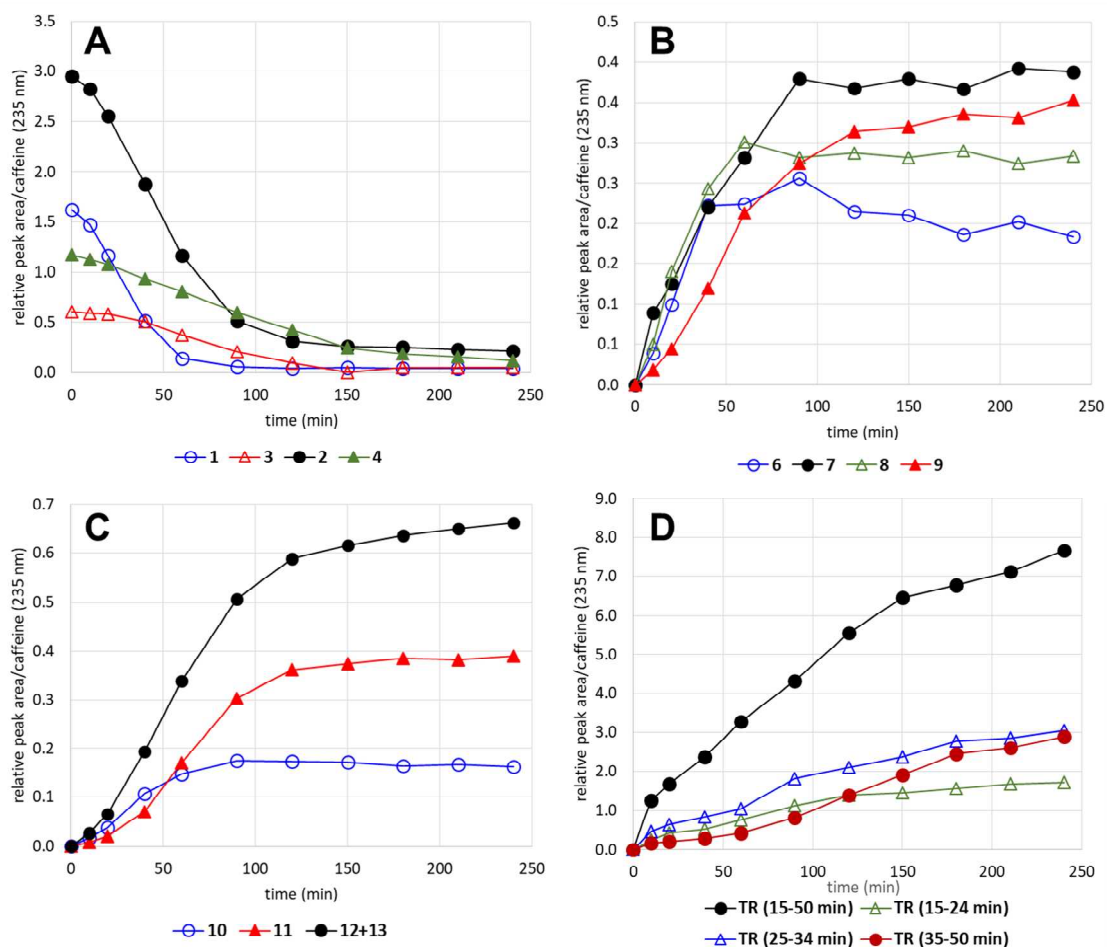 A
relative peak area/caffeine (235 nm)
3.5
3.0
2.5
2.0
1.5
1.0
0.5
0.0
0 50 100 150 200 250
time (min)
1 3 2 4
B
relative peak area/caffeine (235 nm)
0.5
0.4
0.4
0.3
0.3
0.2
0.2
0.1
0.1
0.0
0 50 100 150 200 250
time (min)
6 7 8 9
C
relative peak area/caffeine (235 nm)
0.7
0.6
0.5
0.4
0.3
0.2
0.1
0.0
0 50 100 150 200 250
time (min)
10 11 12+13
D
relative peak area/caffeine (235 nm)
9.0
8.0
7.0
6.0
5.0
4.0
3.0
2.0
1.0
0.0
0 50 100 150 200 250
time (min)
TR (15-50 min) TR (15-24 min)
TR (25-34 min) TR (35-50 min)